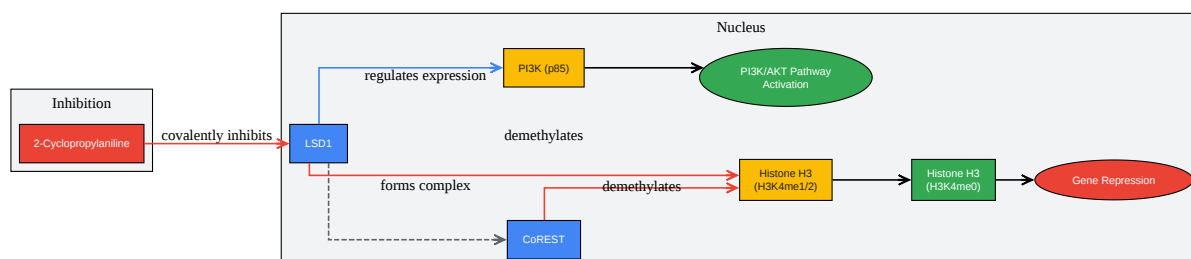 Nucleus
PI3K (p85)
PI3K/AKT Pathway
Activation
regulates expression
Inhibition
2-Cyclopropylaniline
covalently inhibits
LSD1
demethylates
forms complex
demethylates
Histone H3
(H3K4me1/2)
Histone H3
(H3K4me0)
Gene Repression
CoREST